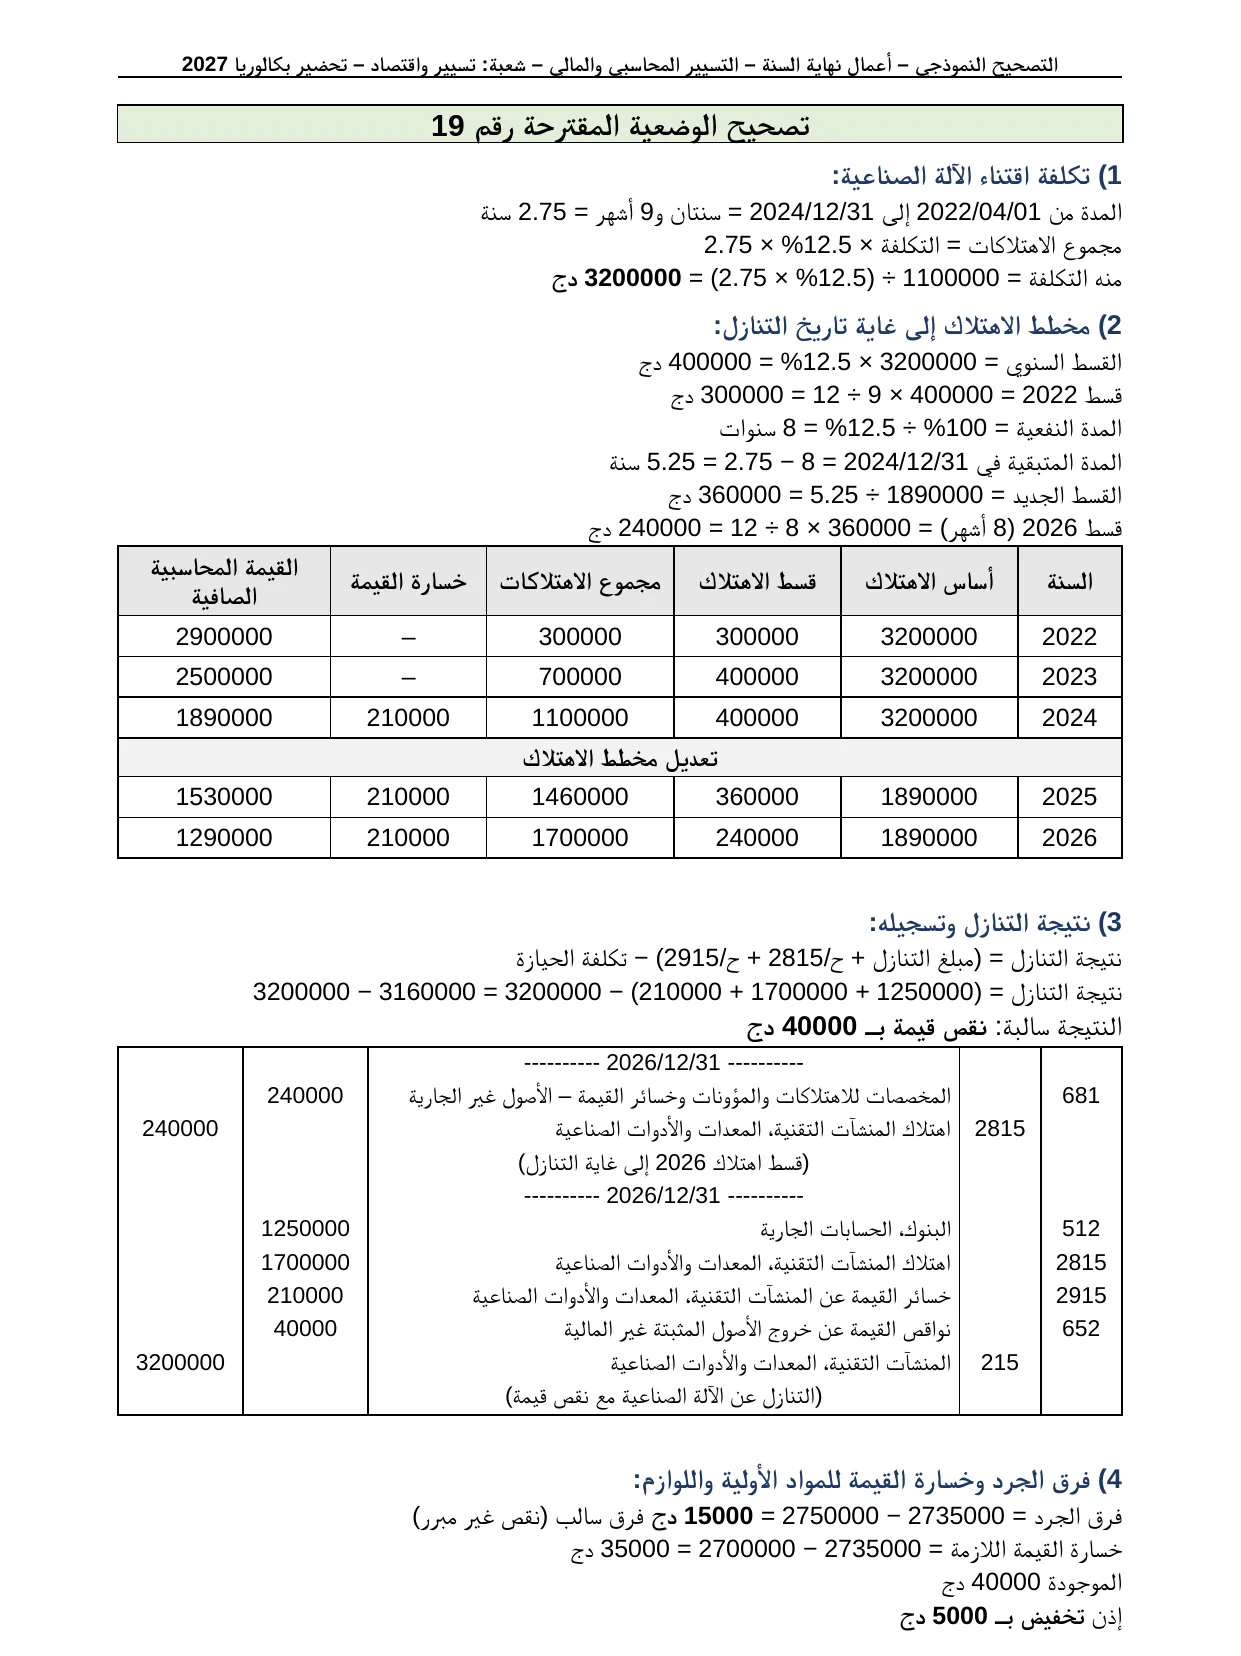 التصحيح النموذجي – أعمال نهاية السنة – التسيير المحاسبي والمالي – شعبة: تسيير واقتصاد – تحضير بكالوريا 2027
تصحيح الوضعية المقترحة رقم 19
1) تكلفة اقتناء الآلة الصناعية:
المدة من 2022/04/01 إلى 2024/12/31 = سنتان و9 أشهر = 2.75 سنة
مجموع الاهتلاكات = التكلفة × 12.5% × 2.75
منه التكلفة = 1100000 ÷ (12.5% × 2.75) = 3200000 دج
2) مخطط الاهتلاك إلى غاية تاريخ التنازل:
القسط السنوي = 3200000 × 12.5% = 400000 دج
قسط 2022 = 400000 × 9 ÷ 12 = 300000 دج
المدة النفعية = 100% ÷ 12.5% = 8 سنوات
المدة المتبقية في 2024/12/31 = 8 − 2.75 = 5.25 سنة
القسط الجديد = 1890000 ÷ 5.25 = 360000 دج
قسط 2026 (8 أشهر) = 360000 × 8 ÷ 12 = 240000 دج
السنة أساس الاهتلاك قسط الاهتلاك مجموع الاهتلاكات خسارة القيمة القيمة المحاسبية
الصافية
2022 3200000 300000 300000 – 2900000
2023 3200000 400000 700000 – 2500000
2024 3200000 400000 1100000 210000 1890000
تعديل مخطط الاهتلاك
2025 1890000 360000 1460000 210000 1530000
2026 1890000 240000 1700000 210000 1290000
3) نتيجة التنازل وتسجيله:
نتيجة التنازل = (مبلغ التنازل + ح/2815 + ح/2915) − تكلفة الحيازة
نتيجة التنازل = (1250000 + 1700000 + 210000) − 3200000 = 3160000 − 3200000
النتيجة سالبة: نقص قيمة بـ 40000 دج
---------- 2026/12/31 ----------
681 المخصصات للاهتلاكات والمؤونات وخسائر القيمة – الأصول غير الجارية 240000
2815 اهتلاك المنشآت التقنية، المعدات والأدوات الصناعية 240000
(قسط اهتلاك 2026 إلى غاية التنازل)
---------- 2026/12/31 ----------
512 البنوك، الحسابات الجارية 1250000
2815 اهتلاك المنشآت التقنية، المعدات والأدوات الصناعية 1700000
2915 خسائر القيمة عن المنشآت التقنية، المعدات والأدوات الصناعية 210000
652 نواقص القيمة عن خروج الأصول المثبتة غير المالية 40000
215 المنشآت التقنية، المعدات والأدوات الصناعية 3200000
(التنازل عن الآلة الصناعية مع نقص قيمة)
4) فرق الجرد وخسارة القيمة للمواد الأولية واللوازم:
فرق الجرد = 2735000 − 2750000 = 15000 دج فرق سالب (نقص غير مبرر)
خسارة القيمة اللازمة = 2735000 − 2700000 = 35000 دج
الموجودة 40000 دج
إذن تخفيض بـ 5000 دج